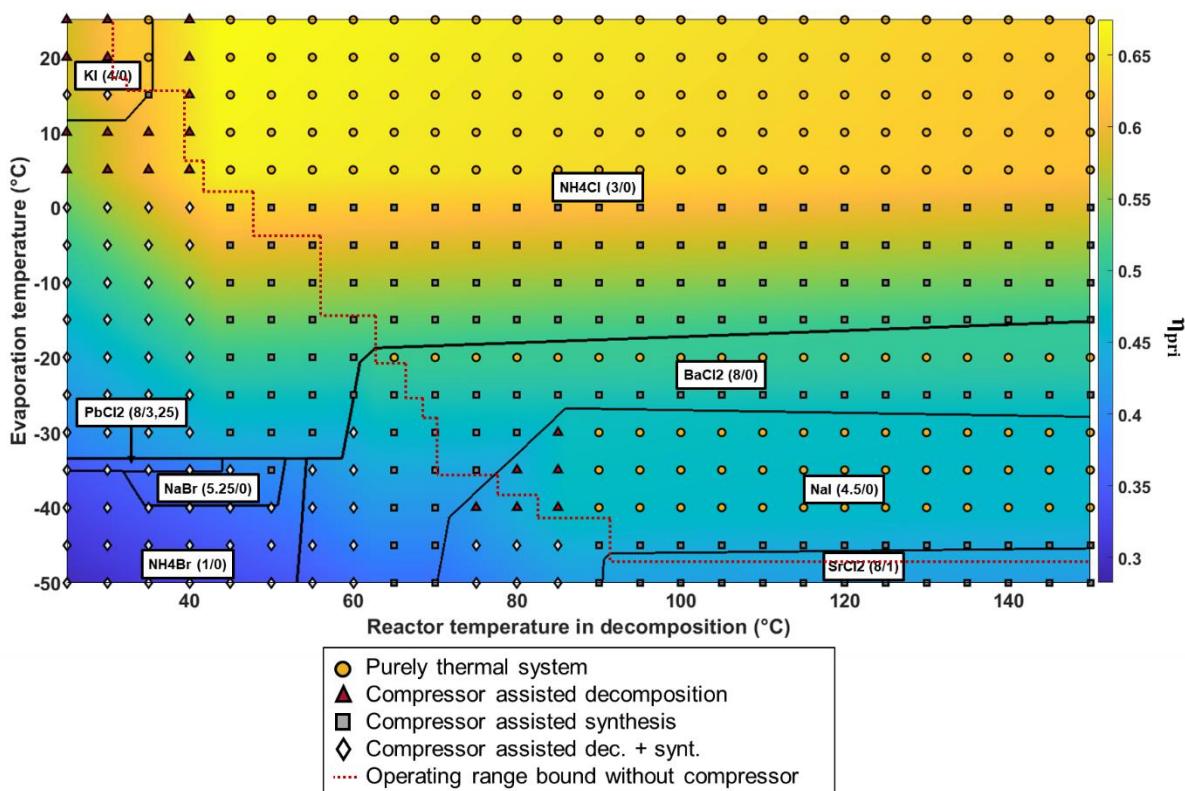 20
10
0
-10
-20
-30
-40
-50
Evaporation temperature (°C)
KI (4/0)
NH4Cl (3/0)
BaCl2 (8/0)
PbCl2 (8/3,25)
NaBr (5.25/0)
NaI (4.5/0)
NH4Br (1/0)
SrCl2 (8/1)
0.65
0.6
0.55
0.5
0.45
0.4
0.35
0.3
ηpri
40 60 80 100 120 140
Reactor temperature in decomposition (°C)
Purely thermal system
Compressor assisted decomposition
Compressor assisted synthesis
Compressor assisted dec. + synt.
Operating range bound without compressor